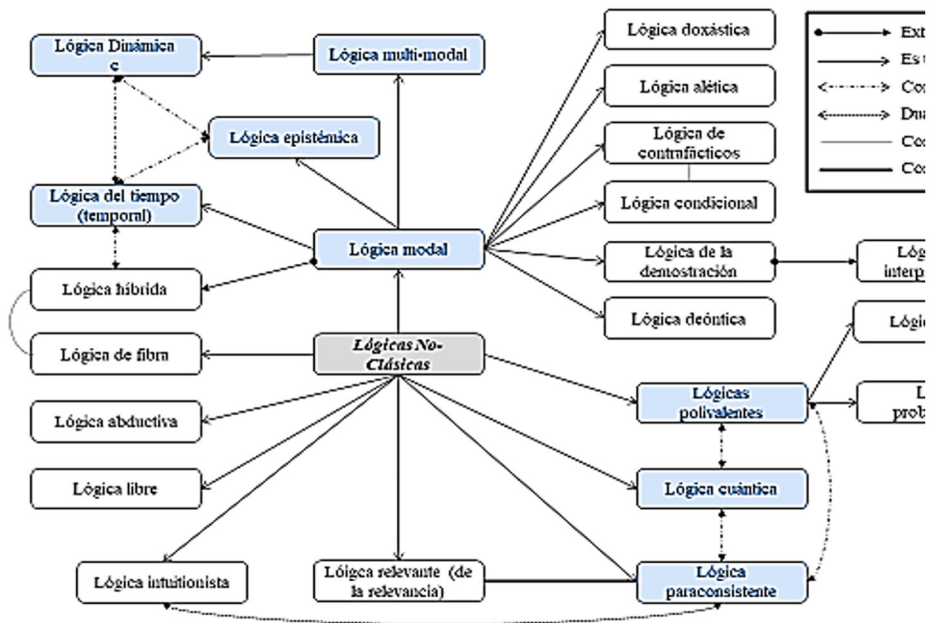 Lógica Dinámica
c
Lógica multi-modal
Lógica epistémica
Lógica del tiempo
(temporal)
Lógica modal
Lógica híbrida
Lógica de fibra
Lógicas No-
Clásicas
Lógica abductiva
Lógica libre
Lógica intuitionista
Lóigca relevante (de
la relevancia)
Lógica doxástica
Lógica alética
Lógica de
contrafácticos
Lógica condicional
Lógica de la
demostración
Lógica deóntica
Lógicas
polivalentes
Lógica cuántica
Lógica
paraconsistente
Es